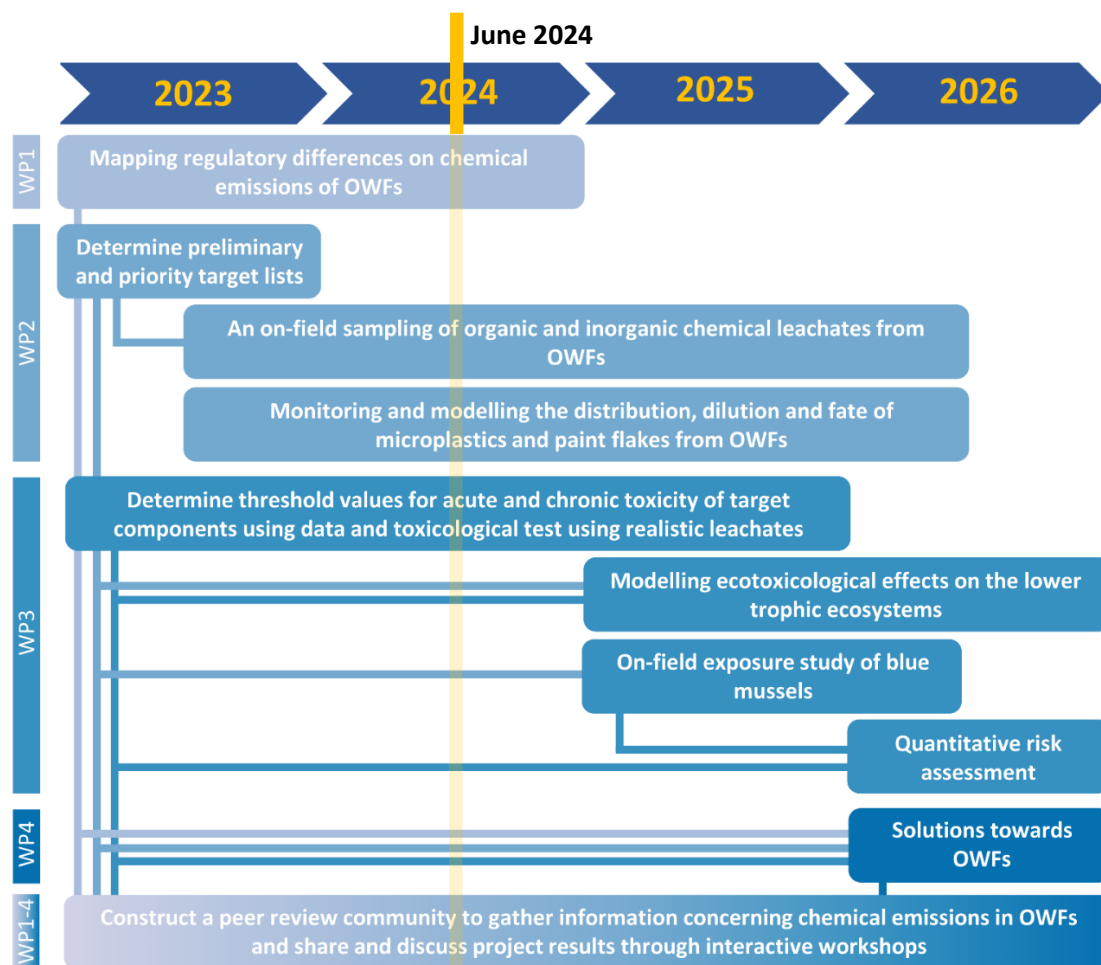 June 2024
2023
2024
2025
2026
WP1
Mapping regulatory differences on chemical
emissions of OWFs
WP2
Determine preliminary
and priority target lists
An on-field sampling of organic and inorganic chemical leachates from
OWFs
Monitoring and modelling the distribution, dilution and fate of
microplastics and paint flakes from OWFs
WP3
Determine threshold values for acute and chronic toxicity of target
components using data and toxicological test using realistic leachates
Modelling ecotoxicological effects on the lower
trophic ecosystems
On-field exposure study of blue
mussels
Quantitative risk
assessment
WP4
Solutions towards
OWFs
WP1-4
Construct a peer review community to gather information concerning chemical emissions in OWFs
and share and discuss project results through interactive workshops